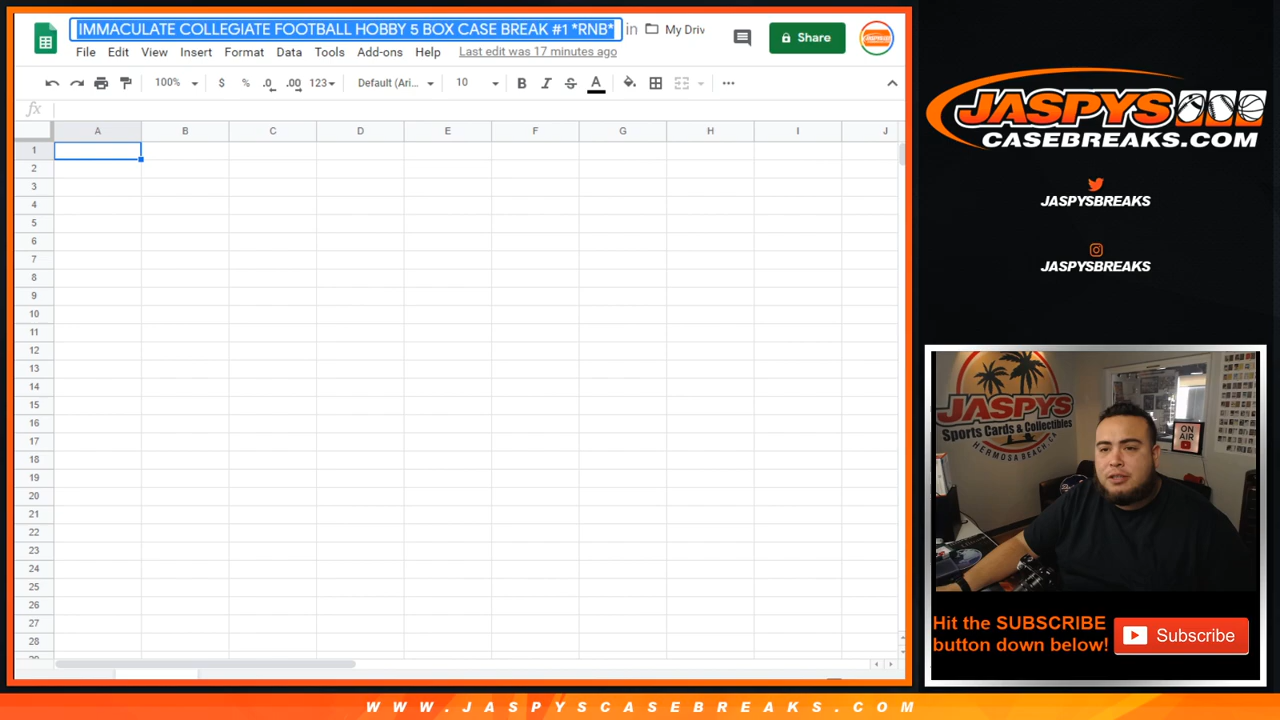 IMMACULATE COLLEGIATE FOOTBALL HOBBY 5 BOX CASE BREAK #1 *RNB* in My Driv
Share
File Edit View Insert Format Data Tools Add-ons Help Last edit was 17 minutes ago
100% $ % .0 .00 123 Default (Ari... 10 B I S A
fx
A B C D E F G H I J
1
2
3
4
5
6
7
8
9
10
11
12
13
14
15
16
17
18
19
20
21
22
23
24
25
26
27
28
JASPYS
CASEBREAKS.COM
JASPYSBREAKS
JASPYSBREAKS
JASPYS
Sports Cards & Collectibles
HERMOSA BEACH, CA
ON
AIR
Hit the SUBSCRIBE
button down below!
Subscribe
WWW.JASPYSCASEBREAKS.COM